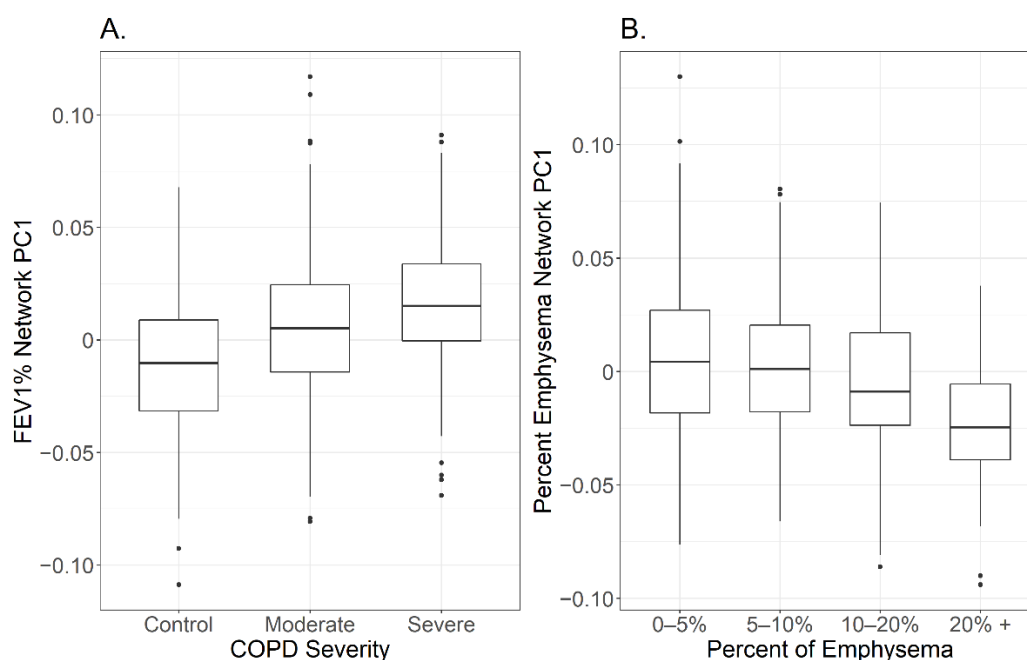 A.
FEV1% Network PC1
0.10
0.05
0
−0.05
−0.10
Control Moderate Severe
COPD Severity
B.
Percent Emphysema Network PC1
0.10
0.05
0
−0.05
−0.10
0−5% 5−10% 10−20% 20% +
Percent of Emphysema